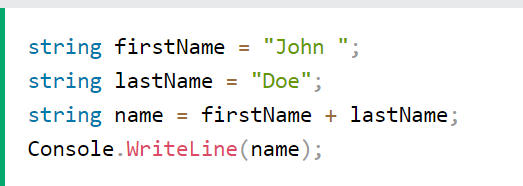 string firstName = "John ";
string lastName = "Doe";
string name = firstName + lastName;
Console.WriteLine(name);